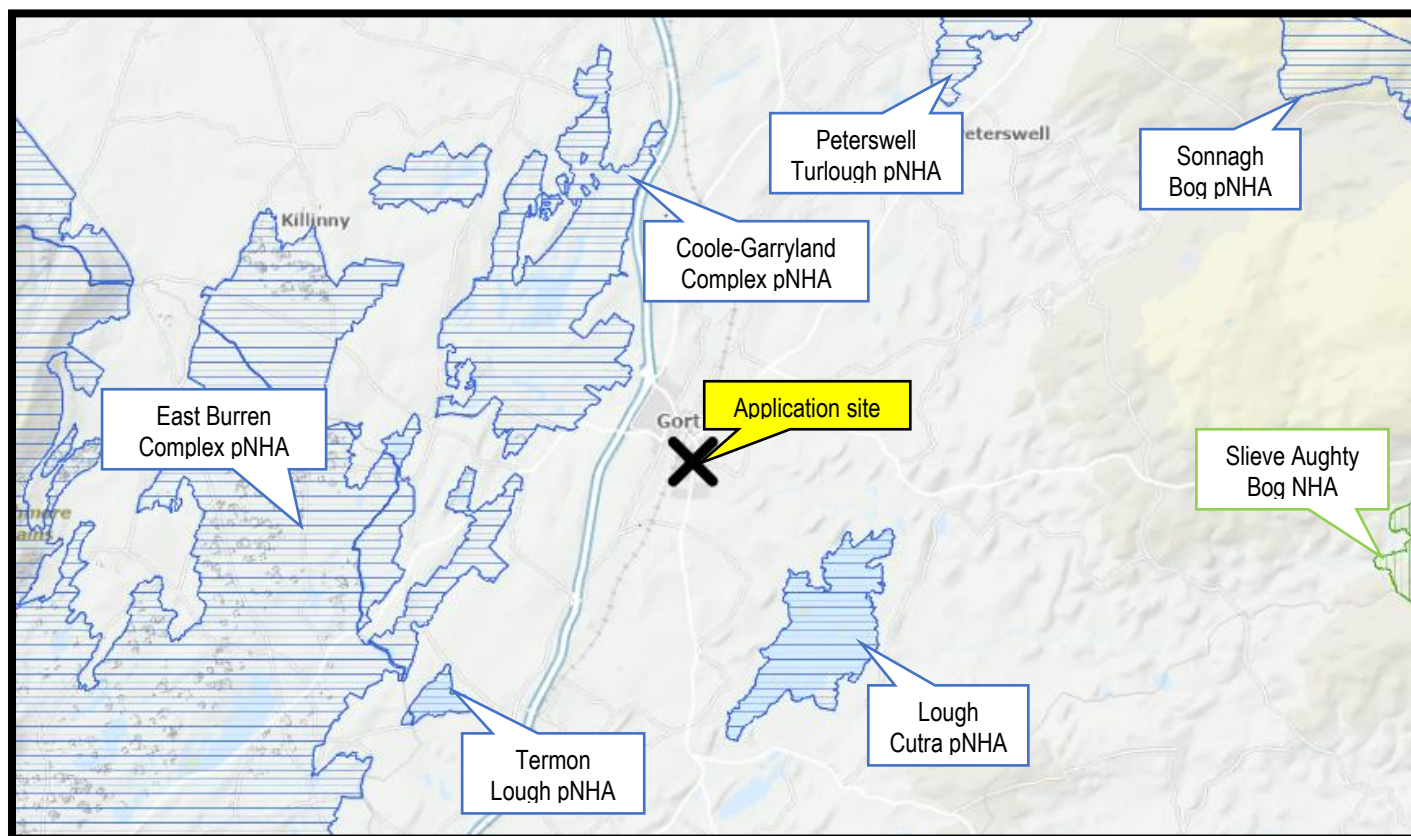 Peterswell
Turlough pNHA
eterswell
Sonnagh
Bog pNHA
Killinny
Coole-Garryland
Complex pNHA
East Burren
Complex pNHA
Application site
Gort
Slieve Aughty
Bog NHA
Lough
Cutra pNHA
Termon
Lough pNHA